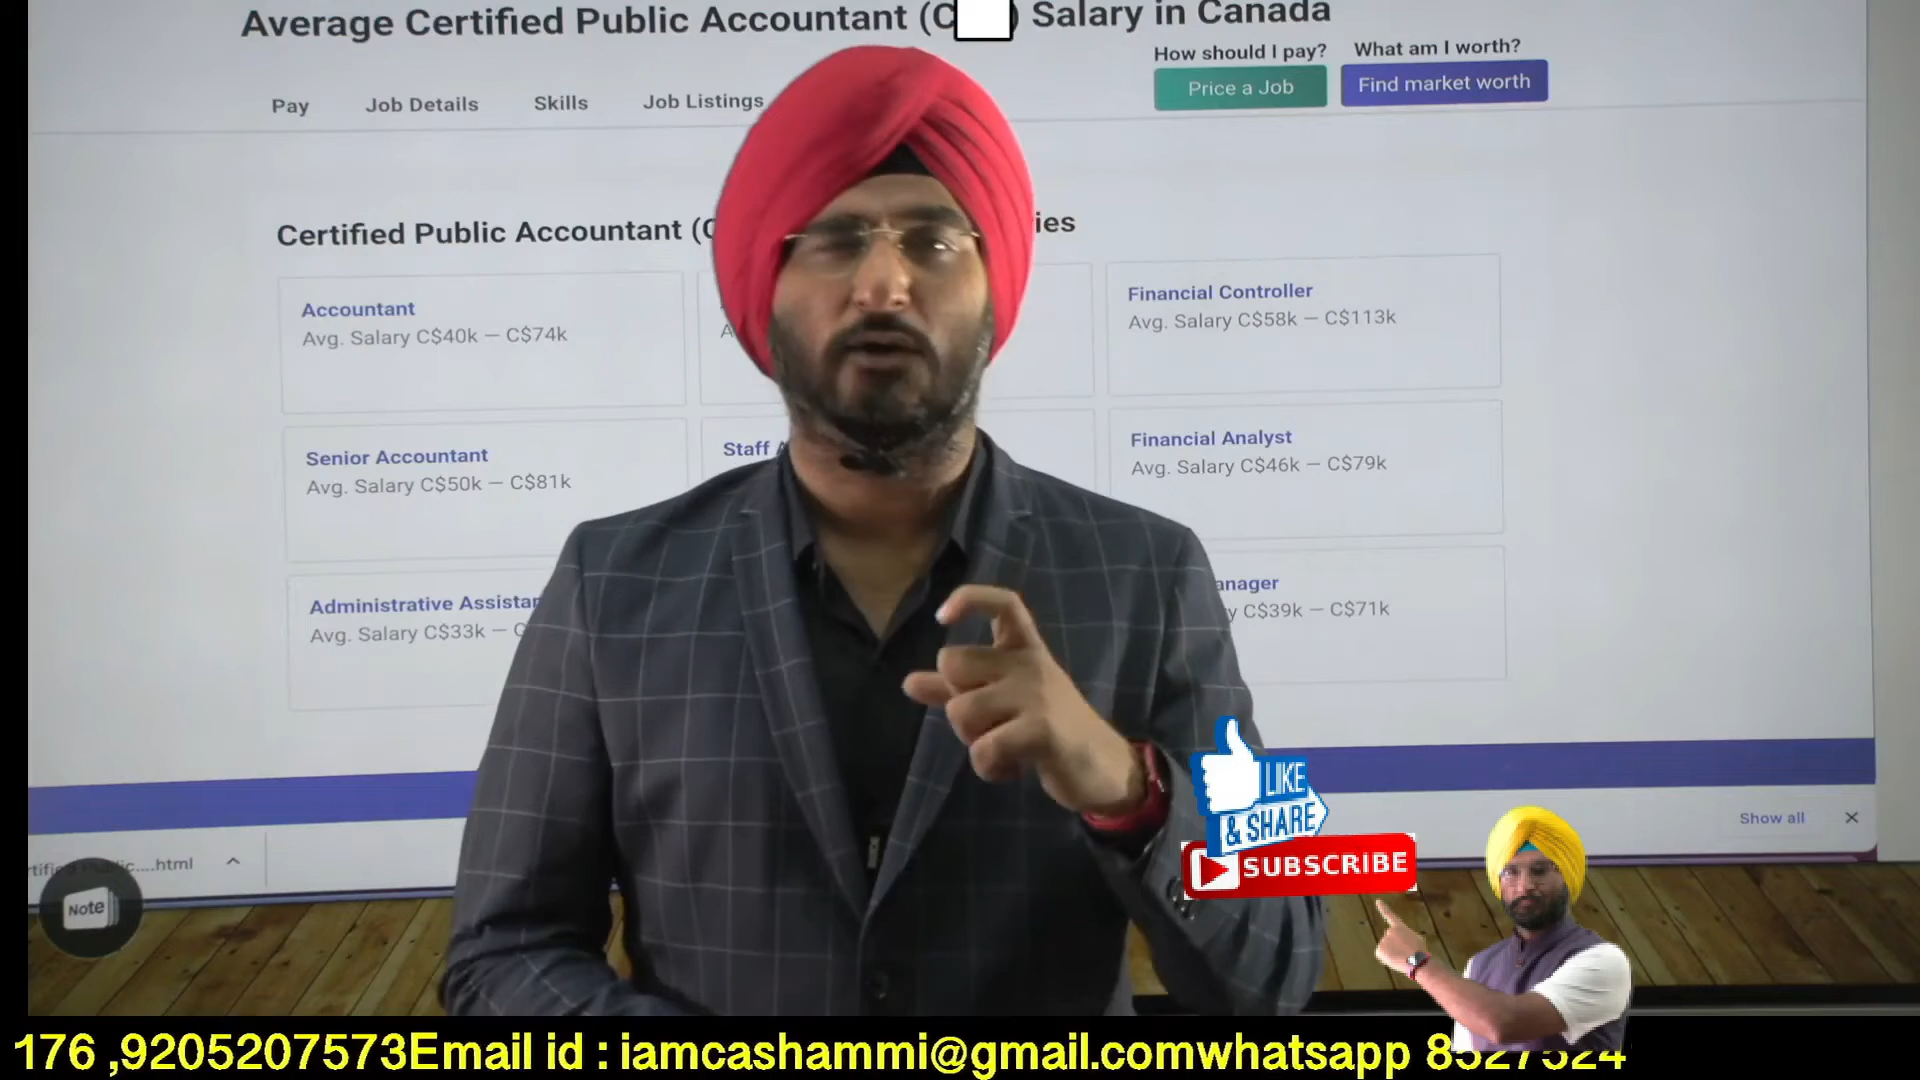 Average Certified Public Accountant (C Salary in Canada
How should I pay? What am I worth?
Pay Job Details Skills Job Listings Price a Job Find market worth
Certified Public Accountant (
Accountant
Avg. Salary C$40k — C$74k
Financial Controller
Avg. Salary C$58k — C$113k
Senior Accountant
Avg. Salary C$50k — C$81k
Staff
Financial Analyst
Avg. Salary C$46k — C$79k
Administrative Assistan
Avg. Salary C$33k —
anager
y C$39k — C$71k
LIKE
& SHARE
SUBSCRIBE
Show all
....html
Note
176 ,9205207573Email id : iamcashammi@gmail.comwhatsapp 8527524